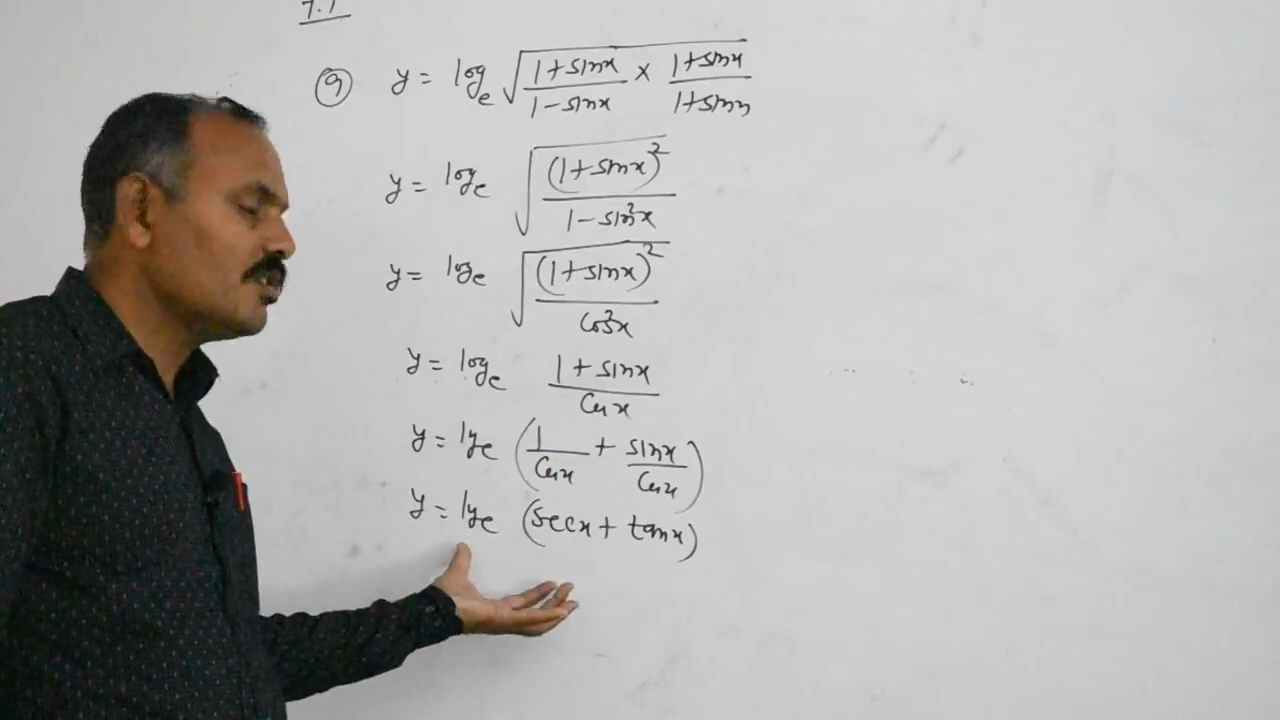 7.1
9 y = log_e √((1+sinx)/(1-sinx) × (1+sinx)/(1+sinx))
y = log_e √((1+sinx)²/(1-sin²x))
y = log_e √((1+sinx)²/cos²x)
y = log_e (1+sinx)/cosx
y = log_e (1/cosx + sinx/cosx)
y = log_e (secx + tanx)